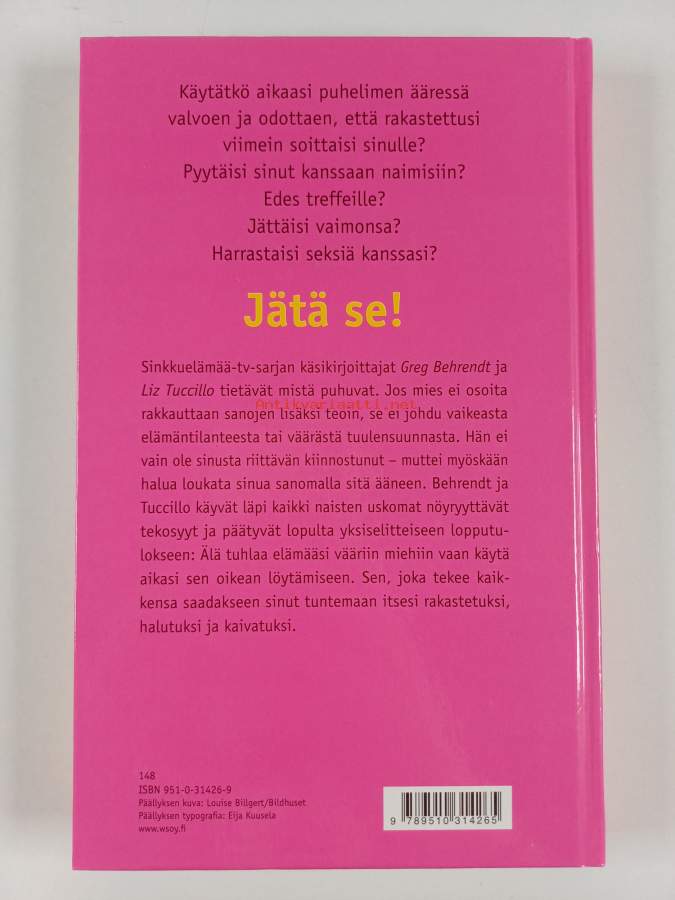 Käytätkö aikaasi puhelimen ääressä
valvoen ja odottaen, että rakastettusi
viimein soittaisi sinulle?
Pyytäisi sinut kanssaan naimisiin?
Edes treffeille?
Jättäisi vaimonsa?
Harrastaisi seksiä kanssasi?
Jätä se!
Sinkkuelämää-tv-sarjan käsikirjoittajat Greg Behrendt ja
Liz Tuccillo tietävät mistä puhuvat. Jos mies ei osoita
rakkauttaan sanojen lisäksi teoin, se ei johdu vaikeasta
Antikvariaatti.net
elämäntilanteesta tai väärästä tuulensuunnasta. Hän ei
vain ole sinusta riittävän kiinnostunut – muttei myöskään
halua loukata sinua sanomalla sitä ääneen. Behrendt ja
Tuccillo käyvät läpi kaikki naisten uskomat nöyryyttävät
tekosyyt ja päätyvät lopulta yksiselitteiseen lopputu-
lokseen: Älä tuhlaa elämääsi vääriin miehiin vaan käytä
aikasi sen oikean löytämiseen. Sen, joka tekee kaik-
kensa saadakseen sinut tuntemaan itsesi rakastetuksi,
halutuksi ja kaivatuksi.
148
ISBN 951-0-31426-9
Päällyksen kuva: Louise Billgert/Bildhuset
Päällyksen typografia: Eija Kuusela
www.wsoy.fi
9 789510 314265